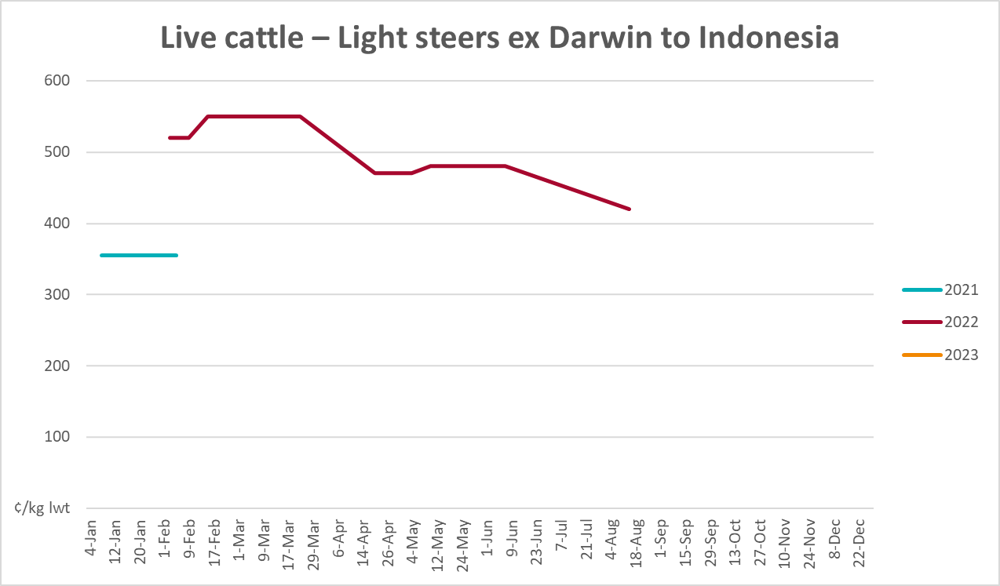 Live cattle – Light steers ex Darwin to Indonesia
600
500
400
300
200
100
¢/kg lwt
4-Jan
12-Jan
20-Jan
1-Feb
9-Feb
17-Feb
1-Mar
9-Mar
17-Mar
29-Mar
6-Apr
14-Apr
26-Apr
4-May
12-May
24-May
1-Jun
9-Jun
23-Jun
7-Jul
21-Jul
4-Aug
18-Aug
1-Sep
15-Sep
29-Sep
13-Oct
27-Oct
10-Nov
24-Nov
8-Dec
22-Dec
2021
2022
2023